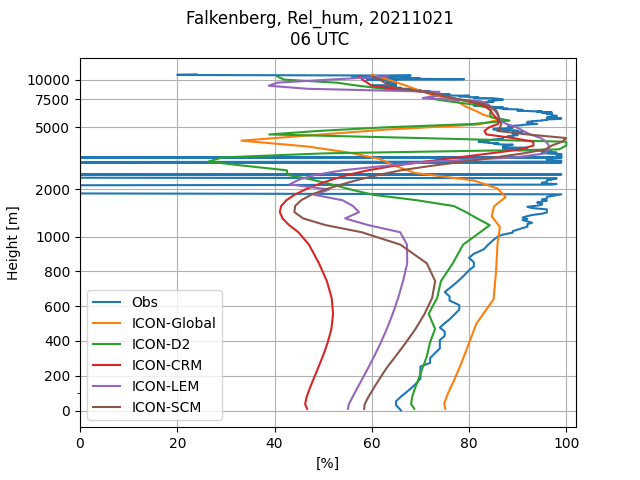 Falkenberg, Rel_hum, 20211021
06 UTC
Height [m]
10000
7500
5000
2000
1000
800
600
400
200
0
Obs
ICON-Global
ICON-D2
ICON-CRM
ICON-LEM
ICON-SCM
0 20 40 60 80 100
[%]